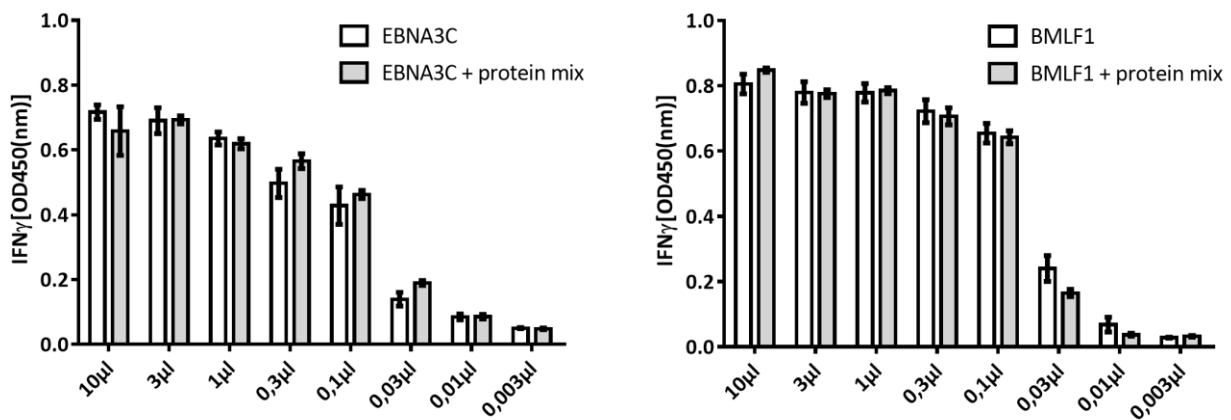 EBNA3C
EBNA3C + protein mix
IFNγ[OD450(nm)]
1.0
0.8
0.6
0.4
0.2
0.0
10µl
3µl
1µl
0,3µl
0,1µl
0,03µl
0,01µl
0,003µl
BMLF1
BMLF1 + protein mix
IFNγ[OD450(nm)]
1.0
0.8
0.6
0.4
0.2
0.0
10µl
3µl
1µl
0,3µl
0,1µl
0,03µl
0,01µl
0,003µl